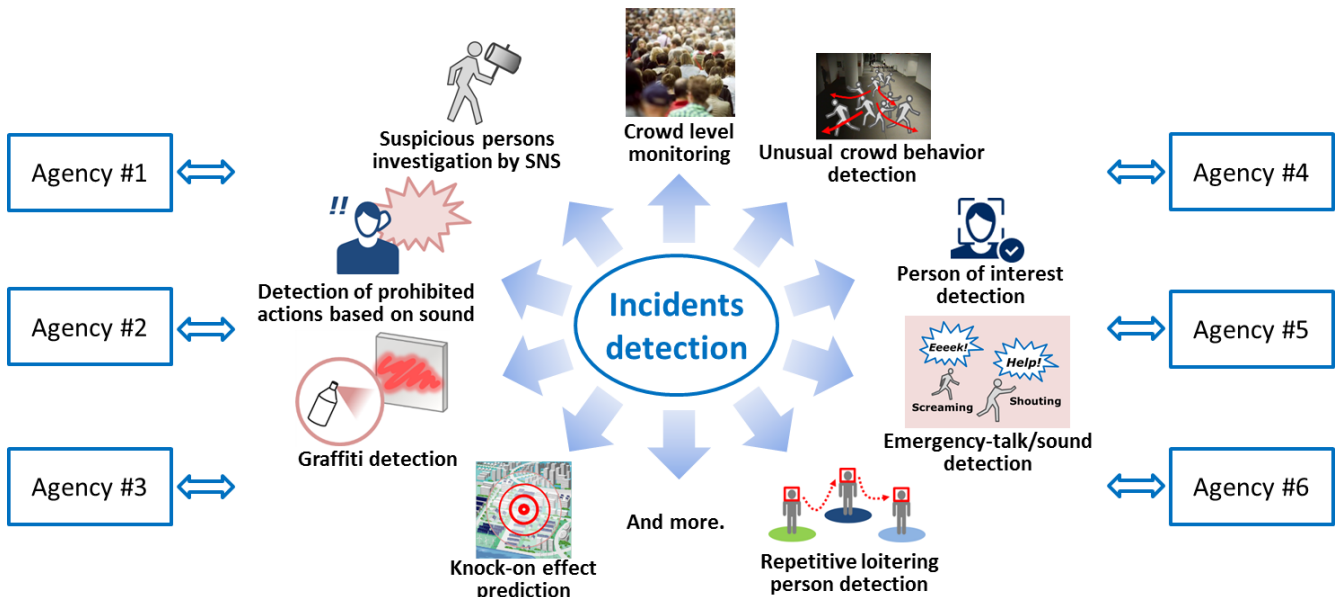 Suspicious persons
investigation by SNS
Crowd level
monitoring
Unusual crowd behavior
detection
Agency #1
Agency #4
!!
Detection of prohibited
actions based on sound
Person of interest
detection
Incidents
detection
Agency #2
Agency #5
Eeeek!
Help!
Screaming
Shouting
Emergency-talk/sound
detection
Graffiti detection
Agency #3
Agency #6
Knock-on effect
prediction
And more.
Repetitive loitering
person detection